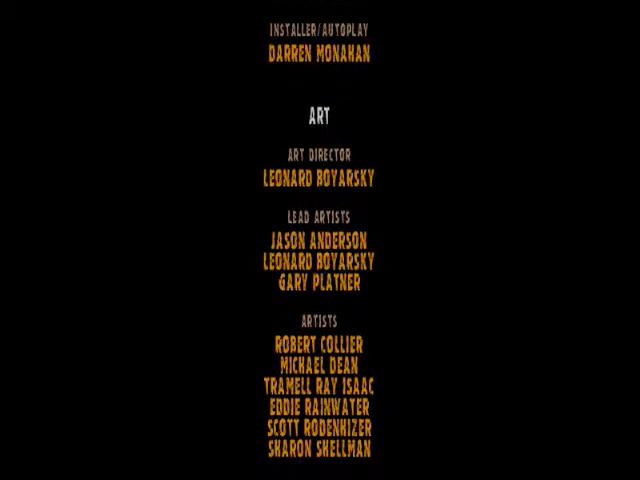 INSTALLER/AUTOPLAY
DARREN MONAHAN
ART
ART DIRECTOR
LEONARD BOYARSKY
LEAD ARTISTS
JASON ANDERSON
LEONARD BOYARSKY
GARY PLATNER
ARTISTS
ROBERT COLLIER
MICHAEL DEAN
TRAMELL RAY ISAAC
EDDIE RAINWATER
SCOTT RODENHIZER
SHARON SHELLMAN